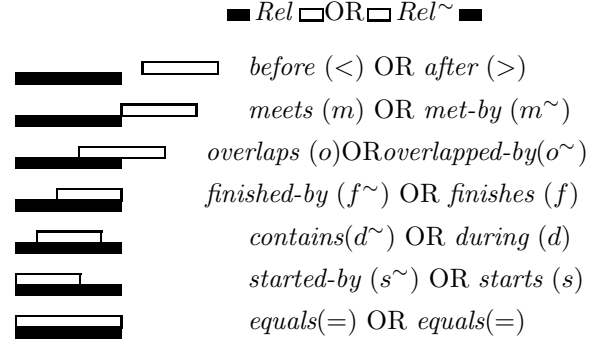 Rel OR Rel~
before (<) OR after (>)
meets (m) OR met-by (m~)
overlaps (o)ORoverlapped-by(o~)
finished-by (f~) OR finishes (f)
contains(d~) OR during (d)
started-by (s~) OR starts (s)
equals(=) OR equals(=)